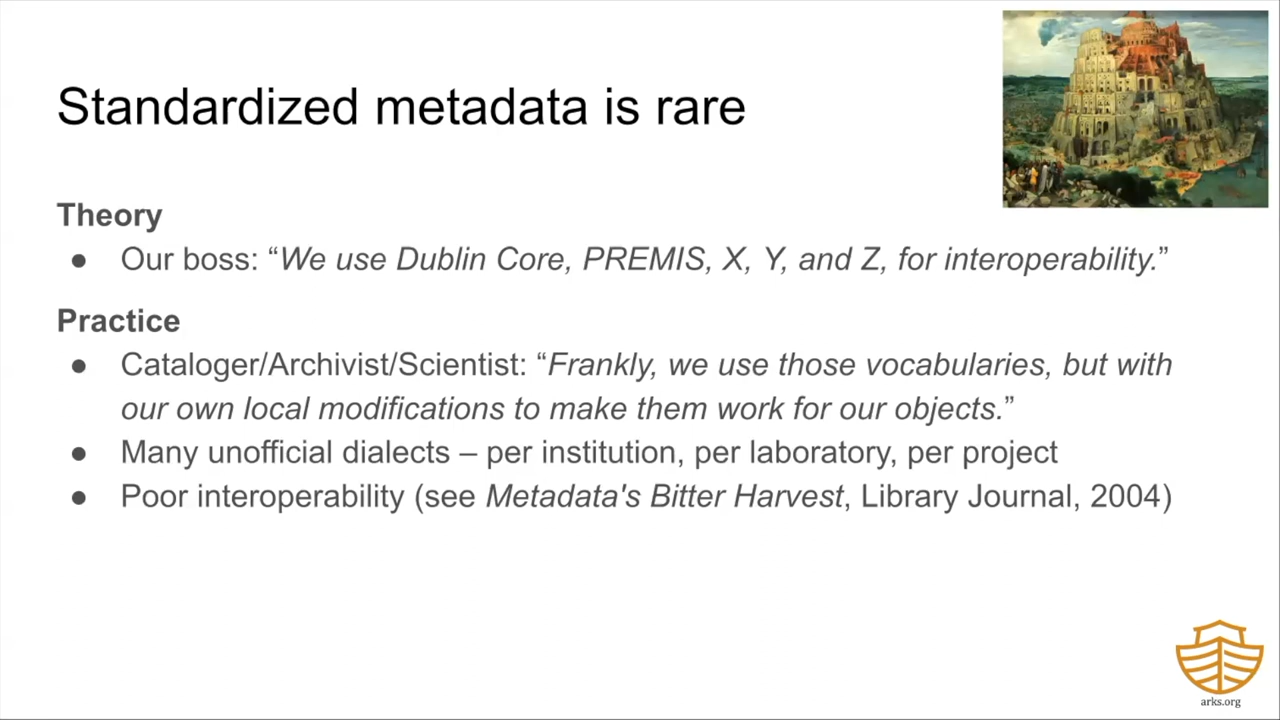 Standardized metadata is rare
Theory
● Our boss: “We use Dublin Core, PREMIS, X, Y, and Z, for interoperability.”
Practice
● Cataloger/Archivist/Scientist: “Frankly, we use those vocabularies, but with
our own local modifications to make them work for our objects.”
● Many unofficial dialects – per institution, per laboratory, per project
● Poor interoperability (see Metadata's Bitter Harvest, Library Journal, 2004)
arks.org